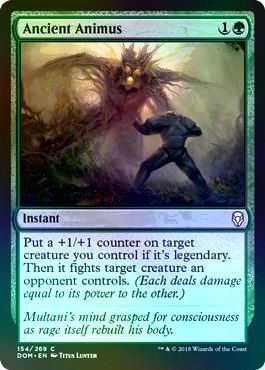 Ancient Animus 1
Instant
Put a +1/+1 counter on target
creature you control if it's legendary.
Then it fights target creature an
opponent controls. (Each deals damage
equal to its power to the other.)
Multani's mind grasped for consciousness
as rage itself rebuilt his body.
154/269 C
DOM • EN Titus Lunter
™ & © 2018 Wizards of the Coast